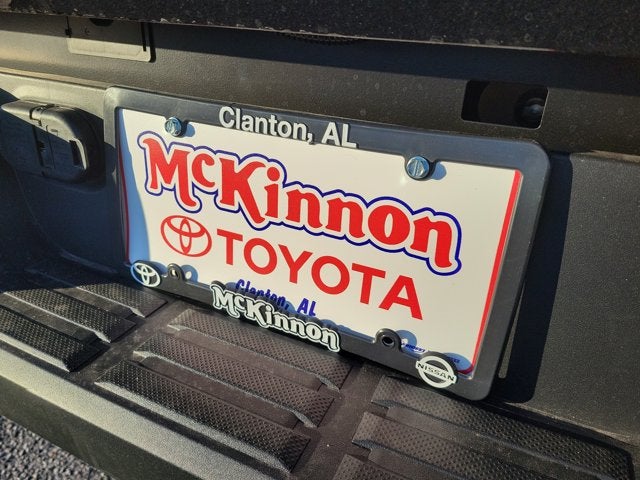 Clanton, AL
McKinnon
TOYOTA
Clanton, AL
McKinnon
NISSAN